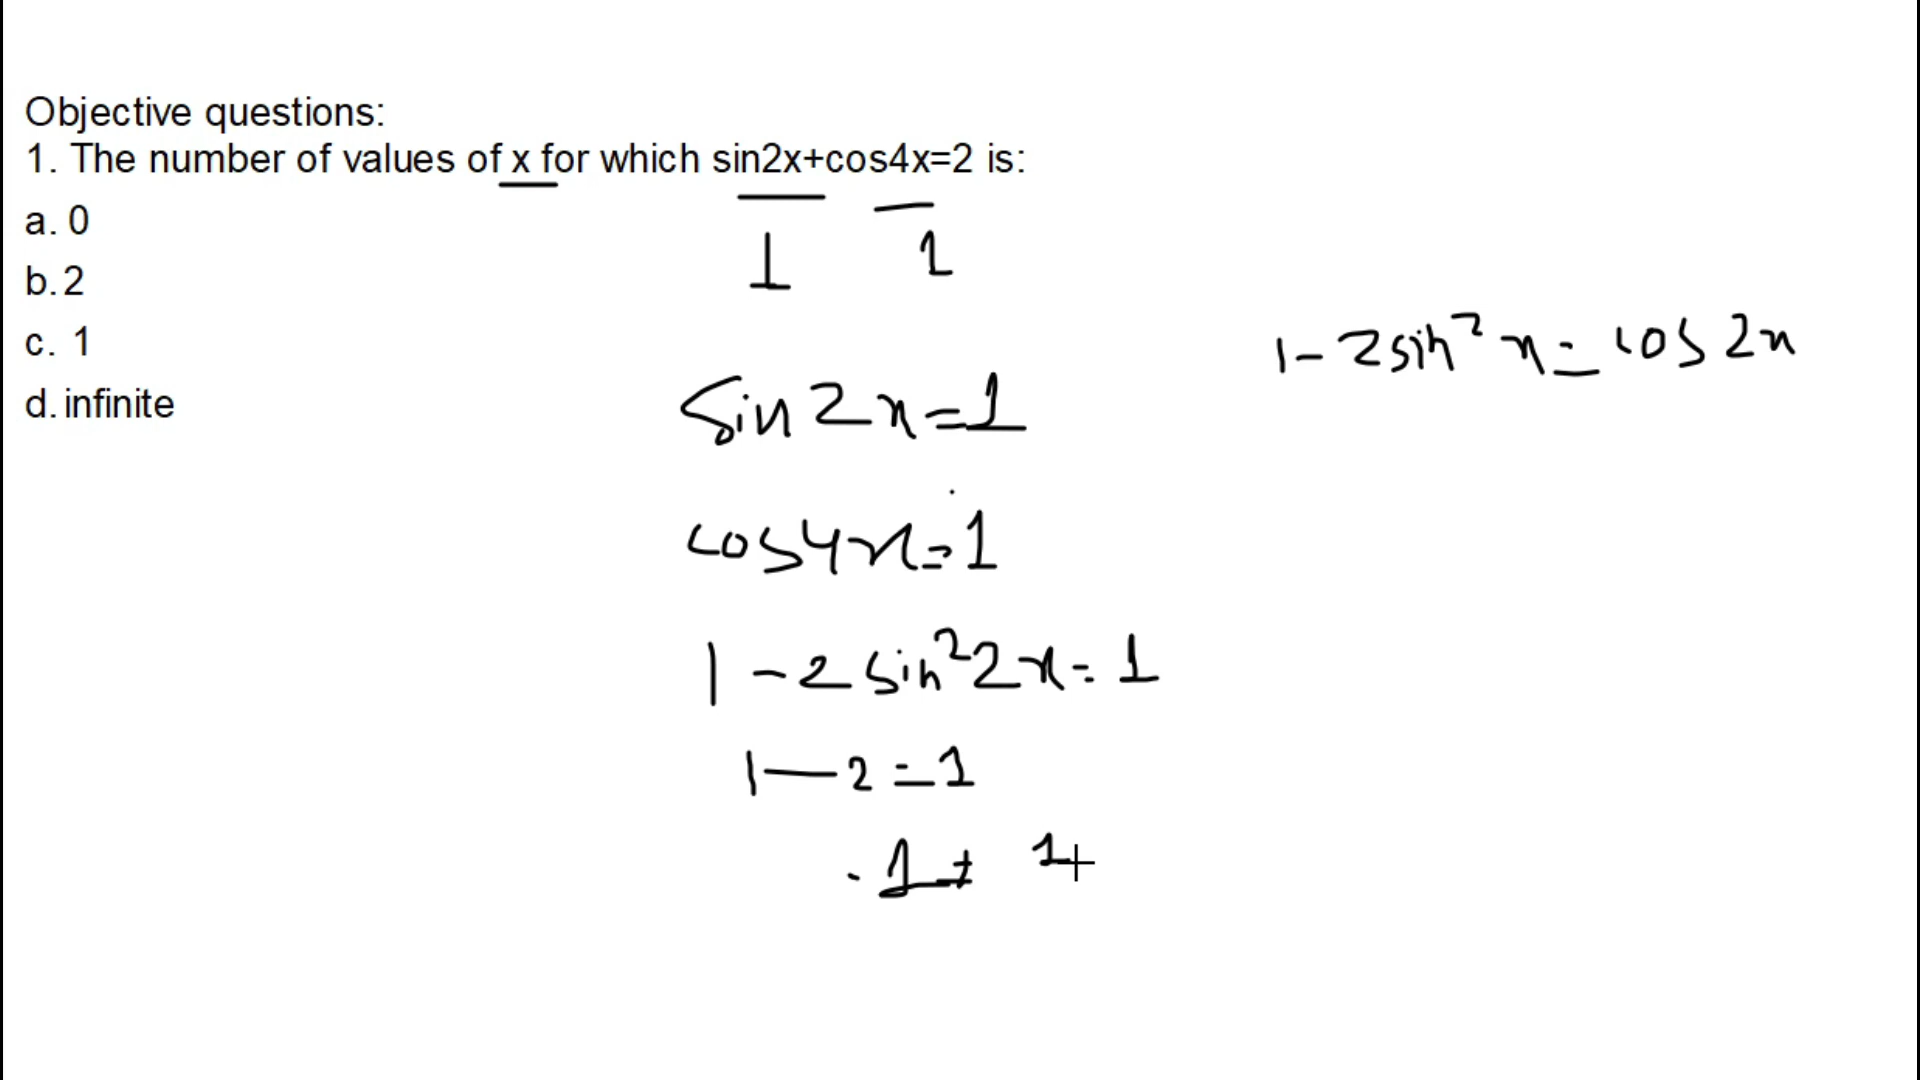 Objective questions:
1. The number of values of x for which sin2x+cos4x=2 is:
a. 0
b. 2
c. 1
d. infinite
1 1
1-2sin²x=cos2x
sin2x=1
cos4x=1
1-2sin²2x=1
1-2=1
-1≠1